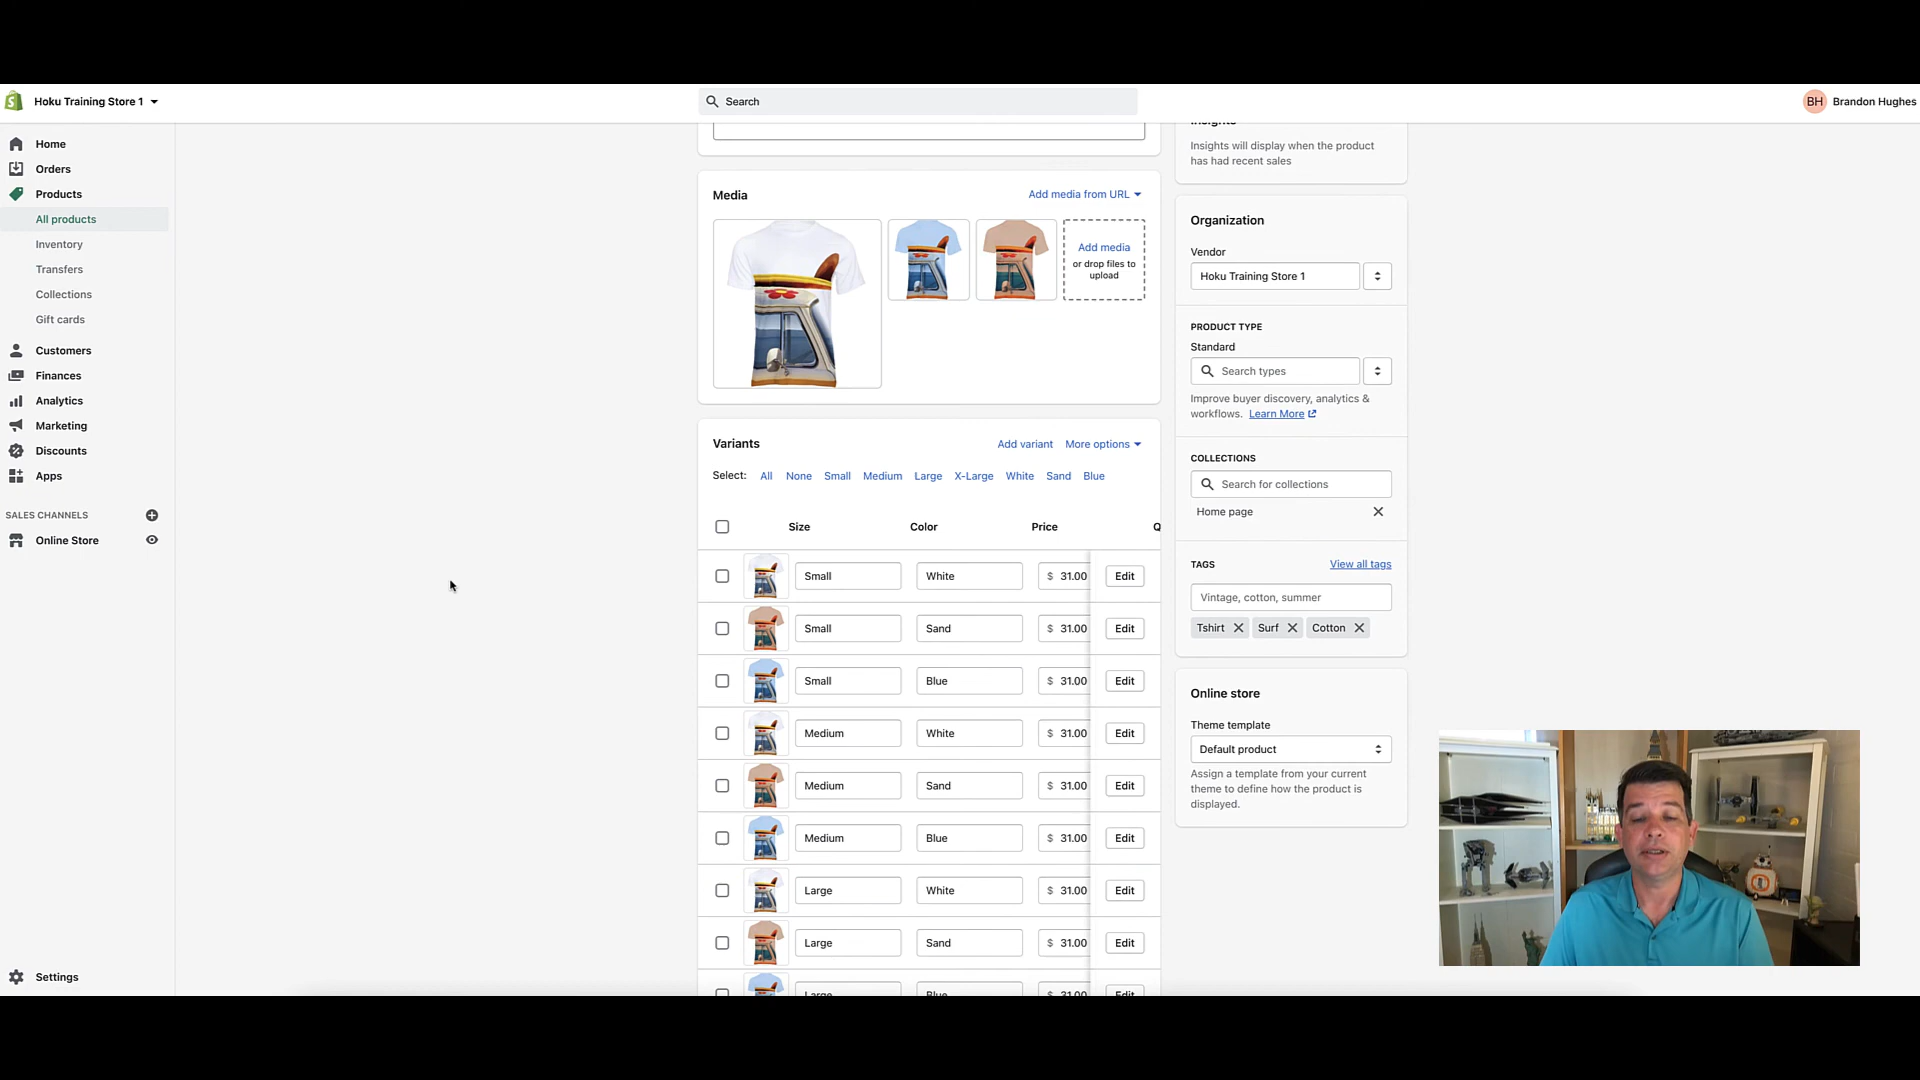 Hoku Training Store 1
Search
BH Brandon Hughes
Home
Orders
Products
All products
Inventory
Transfers
Collections
Gift cards
Customers
Finances
Analytics
Marketing
Discounts
Apps
SALES CHANNELS
Online Store
Settings
Media
Add media from URL
Add media
or drop files to
upload
Variants
Add variant
More options
Select: All None Small Medium Large X-Large White Sand Blue
Size Color Price Q
Small White $ 31.00 Edit
Small Sand $ 31.00 Edit
Small Blue $ 31.00 Edit
Medium White $ 31.00 Edit
Medium Sand $ 31.00 Edit
Medium Blue $ 31.00 Edit
Large White $ 31.00 Edit
Large Sand $ 31.00 Edit
Large Blue $ 31.00 Edit
Insights
Insights will display when the product
has had recent sales
Organization
Vendor
Hoku Training Store 1
PRODUCT TYPE
Standard
Search types
Improve buyer discovery, analytics &
workflows. Learn More
COLLECTIONS
Search for collections
Home page
TAGS
View all tags
Vintage, cotton, summer
Tshirt Surf Cotton
Online store
Theme template
Default product
Assign a template from your current
theme to define how the product is
displayed.